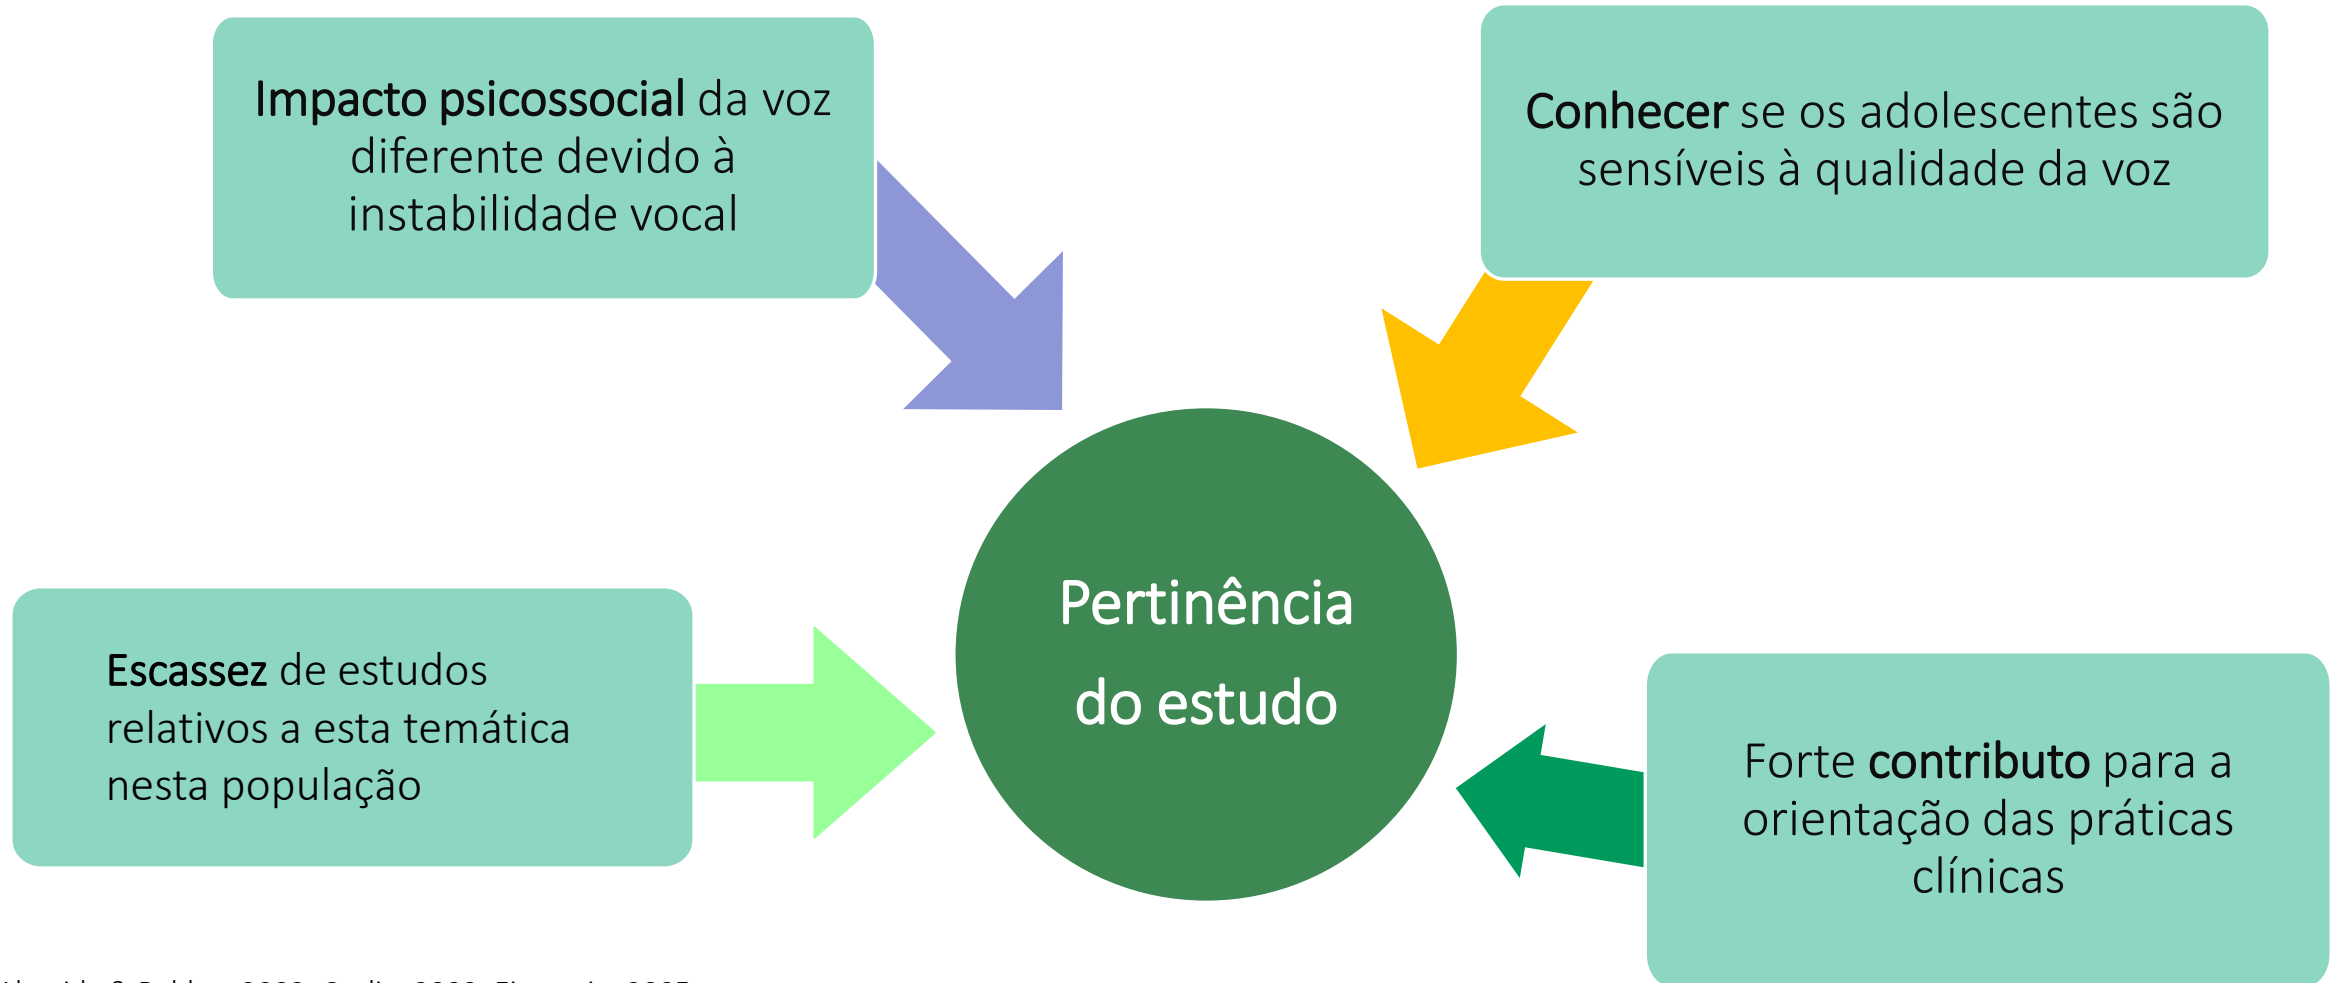 Impacto psicossocial da voz
diferente devido à
instabilidade vocal
Conhecer se os adolescentes são
sensíveis à qualidade da voz
Pertinência
do estudo
Escassez de estudos
relativos a esta temática
nesta população
Forte contributo para a
orientação das práticas
clínicas